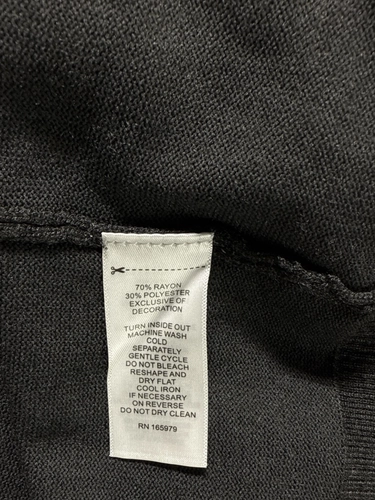 70% RAYON
30% POLYESTER
EXCLUSIVE OF
DECORATION
TURN INSIDE OUT
MACHINE WASH
COLD
SEPARATELY
GENTLE CYCLE
DO NOT BLEACH
RESHAPE AND
DRY FLAT
COOL IRON
IF NECESSARY
ON REVERSE
DO NOT DRY CLEAN
RN 165979